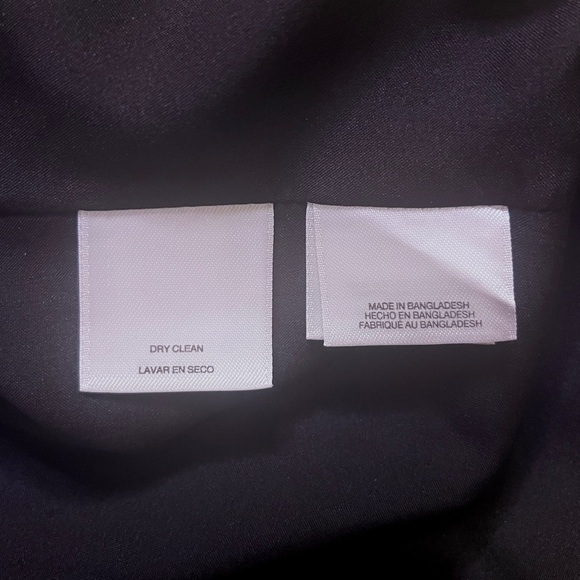 DRY CLEAN
LAVAR EN SECO
MADE IN BANGLADESH
HECHO EN BANGLADESH
FABRIQUÉ AU BANGLADESH